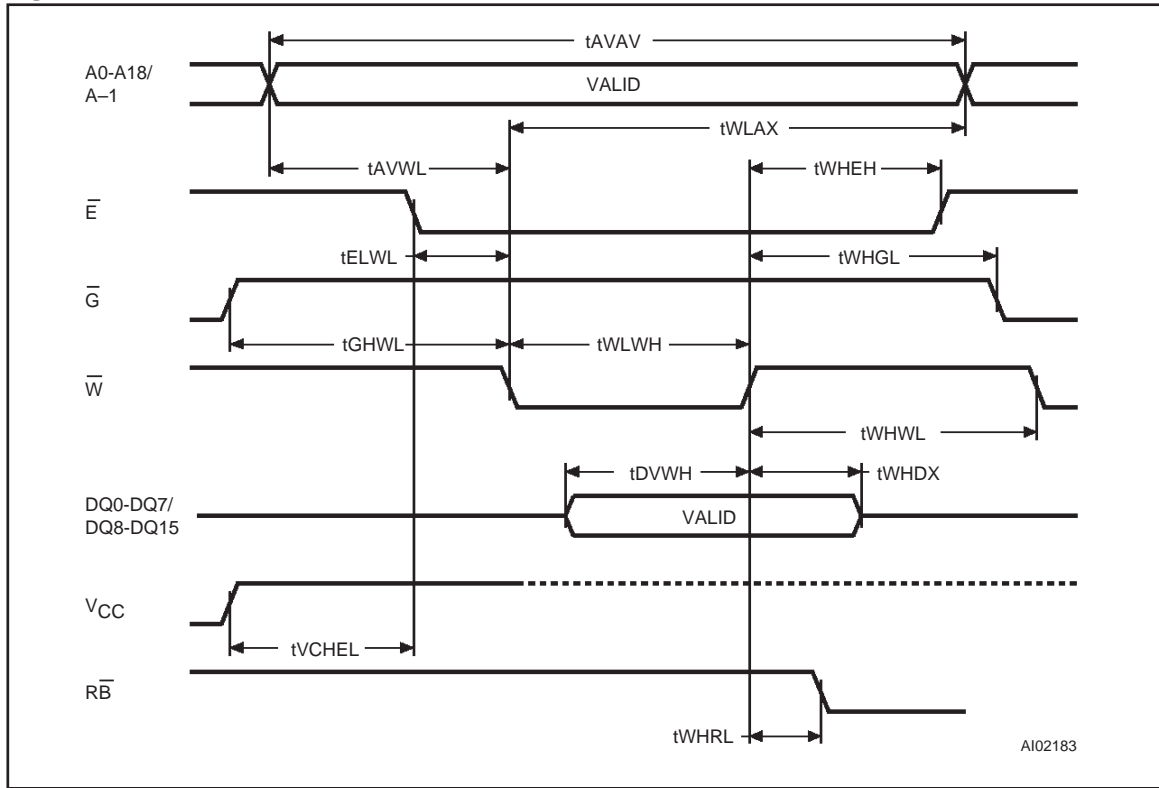 tAVAV
A0-A18/
A–1
VALID
tWLAX
tAVWL
tWHEH
E̅
tELWL
tWHGL
G̅
tGHWL
tWLWH
W̅
tWHWL
tDVWH
tWHDX
DQ0-DQ7/
DQ8-DQ15
VALID
VCC
tVCHEL
RB̅
tWHRL
AI02183